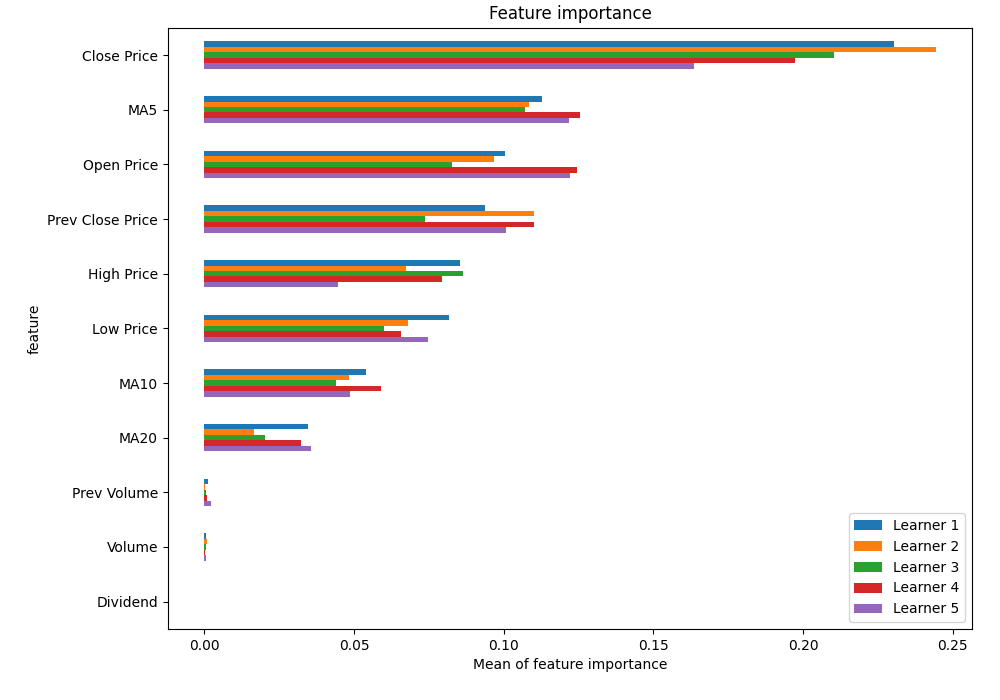 Feature importance
Close Price
MA5
Open Price
Prev Close Price
High Price
Low Price
MA10
MA20
Prev Volume
Volume
Dividend
feature
Learner 1
Learner 2
Learner 3
Learner 4
Learner 5
0.00 0.05 0.10 0.15 0.20 0.25
Mean of feature importance